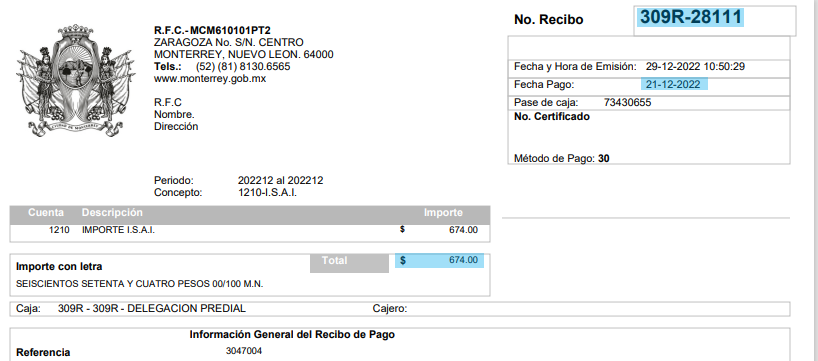 No. Recibo 309R-28111
R.F.C.-MCM610101PT2
ZARAGOZA No. S/N. CENTRO
MONTERREY, NUEVO LEON. 64000
Tels.: (52) (81) 8130.6565
www.monterrey.gob.mx
R.F.C
Nombre.
Dirección
Fecha y Hora de Emisión: 29-12-2022 10:50:29
Fecha Pago: 21-12-2022
Pase de caja: 73430655
No. Certificado
Método de Pago: 30
Periodo: 202212 al 202212
Concepto: 1210-I.S.A.I.
Cuenta Descripción Importe
1210 IMPORTE I.S.A.I. $ 674.00
Total $ 674.00
Importe con letra
SEISCIENTOS SETENTA Y CUATRO PESOS 00/100 M.N.
Caja: 309R - 309R - DELEGACION PREDIAL Cajero:
Información General del Recibo de Pago
Referencia 3047004